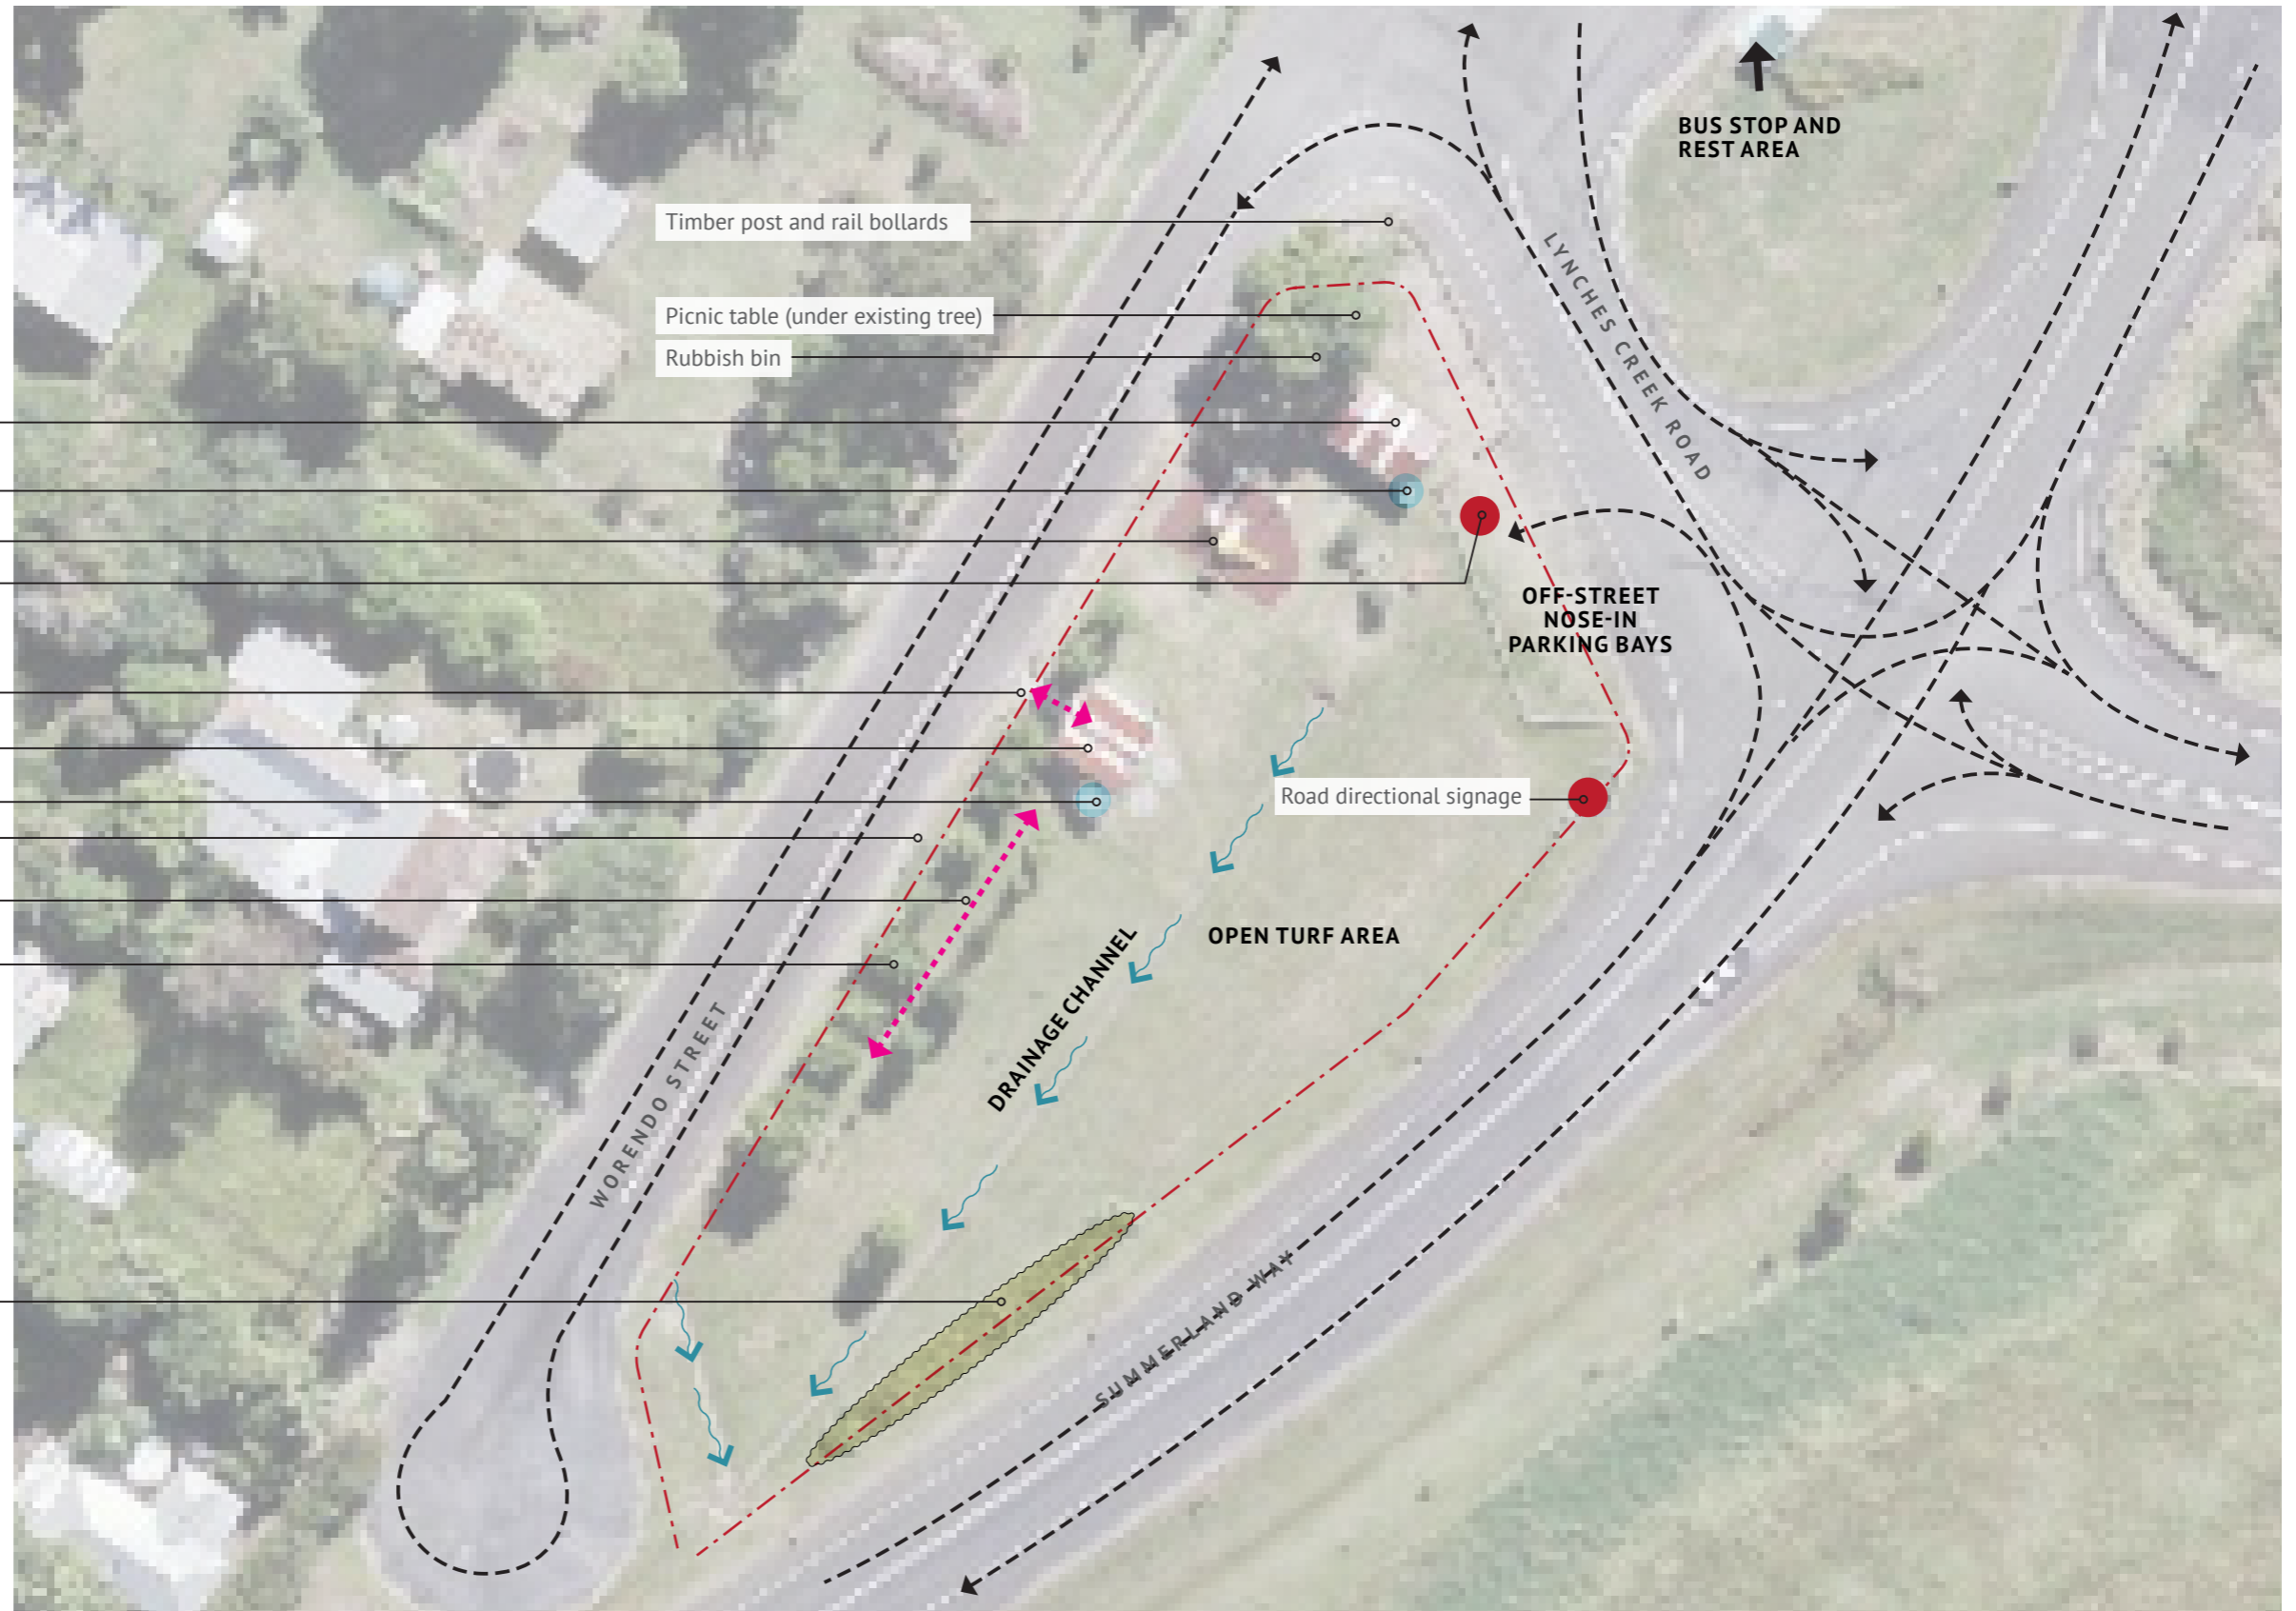 BUS STOP AND
REST AREA
Timber post and rail bollards
LYNCHES CREEK ROAD
Picnic table (under existing tree)
Rubbish bin
OFF-STREET
NOSE-IN
PARKING BAYS
Road directional signage
OPEN TURF AREA
DRAINAGE CHANNEL
WORENDO STREET
SUMMERLAND WAY